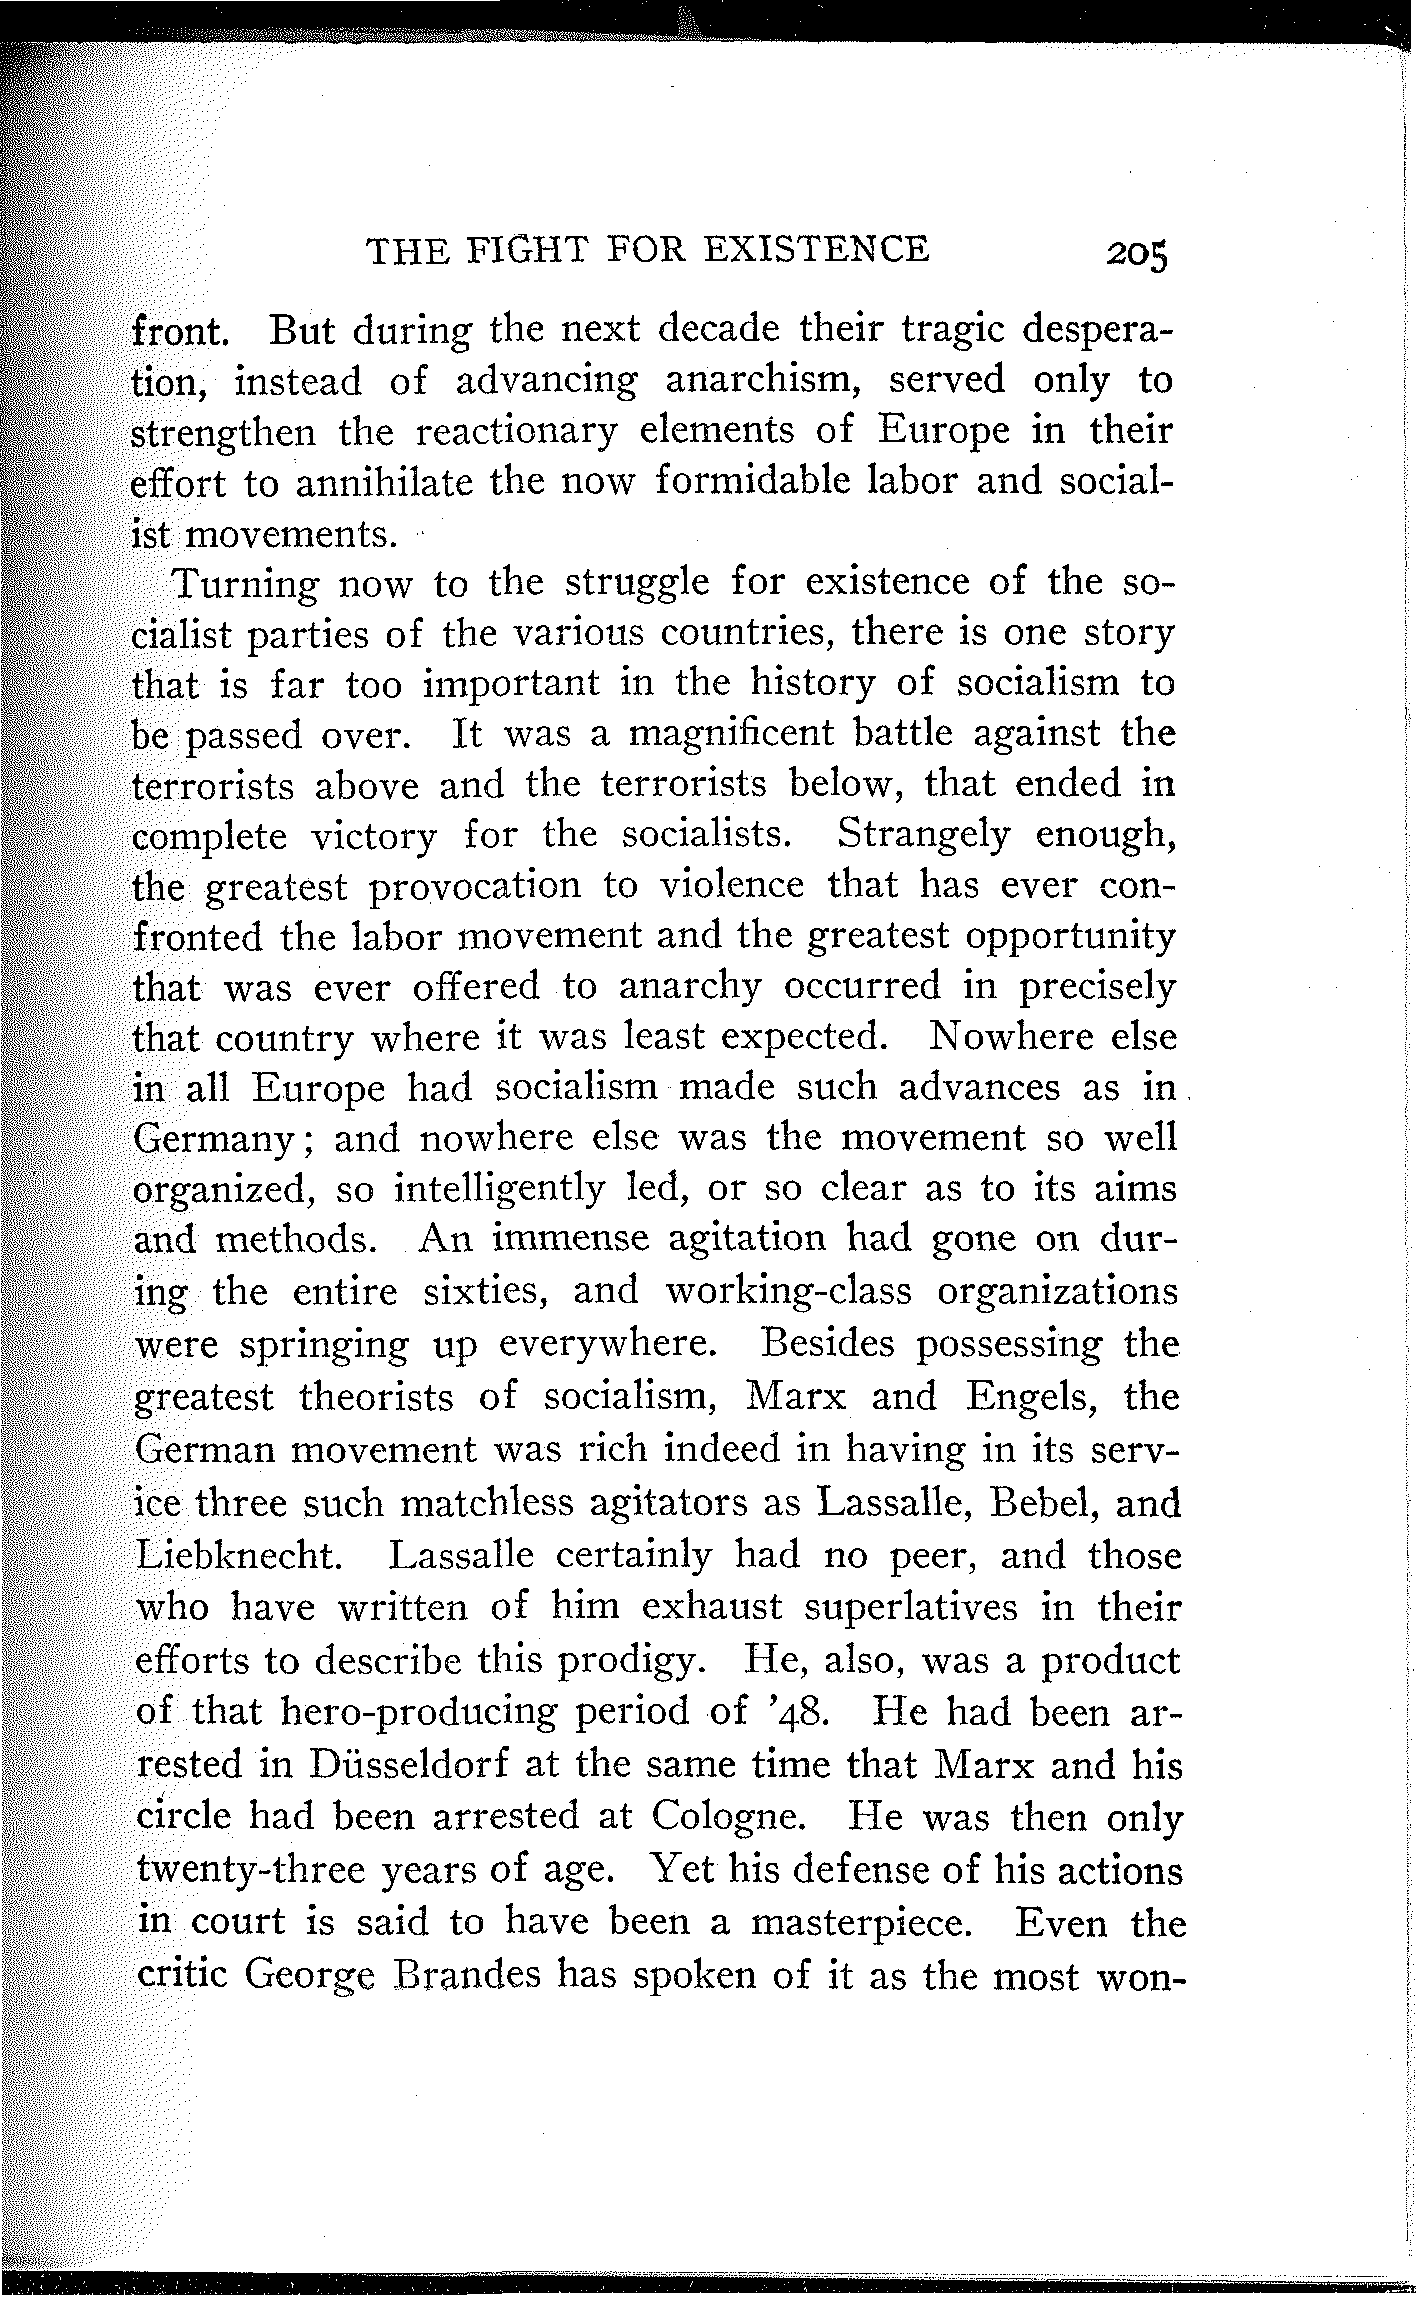 THE FIGHT FOR EXISTENCE 205
front. But during the next decade their tragic despera-
tion, instead of advancing anarchism, served only to
strengthen the reactionary elements of Europe in their
effort to annihilate the now formidable labor and social-
ist movements.
Turning now to the struggle for existence of the so-
cialist parties of the various countries, there is one story
that is far too important in the history of socialism to
be passed over. It was a magnificent battle against the
terrorists above and the terrorists below, that ended in
complete victory for the socialists. Strangely enough,
the greatest provocation to violence that has ever con-
fronted the labor movement and the greatest opportunity
that was ever offered to anarchy occurred in precisely
that country where it was least expected. Nowhere else
in all Europe had socialism made such advances as in
Germany; and nowhere else was the movement so well
organized, so intelligently led, or so clear as to its aims
and methods. An immense agitation had gone on dur-
ing the entire sixties, and working-class organizations
were springing up everywhere. Besides possessing the
greatest theorists of socialism, Marx and Engels, the
German movement was rich indeed in having in its serv-
ice three such matchless agitators as Lassalle, Bebel, and
Liebknecht. Lassalle certainly had no peer, and those
who have written of him exhaust superlatives in their
efforts to describe this prodigy. He, also, was a product
of that hero-producing period of '48. He had been ar-
rested in Düsseldorf at the same time that Marx and his
circle had been arrested at Cologne. He was then only
twenty-three years of age. Yet his defense of his actions
in court is said to have been a masterpiece. Even the
critic George Brandes has spoken of it as the most won-